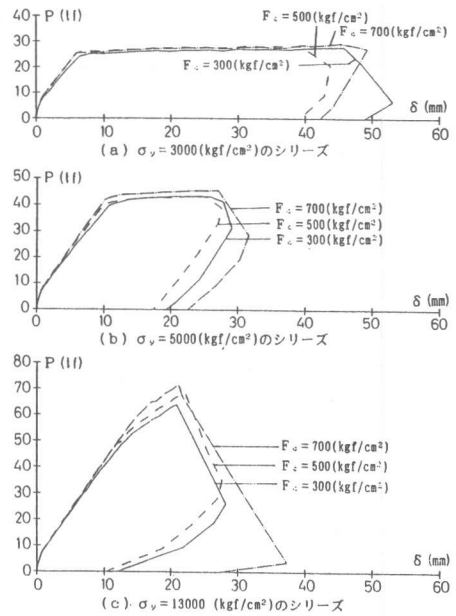 P (tf)
40
30
20
10
0
F c = 500(kgf/cm²)
F c = 700(kgf/cm²)
F c = 300(kgf/cm²)
δ (mm)
0 10 20 30 40 50 60
(a) σy = 3000(kgf/cm²)のシリーズ
P (tf)
50
40
30
20
10
0
F c = 700(kgf/cm²)
F c = 500(kgf/cm²)
F c = 300(kgf/cm²)
δ (mm)
0 10 20 30 40 50 60
(b) σy = 5000(kgf/cm²)のシリーズ
P (tf)
80
70
60
50
40
30
20
10
0
F c = 700(kgf/cm²)
F c = 500(kgf/cm²)
F c = 300(kgf/cm²)
δ (mm)
0 10 20 30 40 50 60
(c). σy = 13000 (kgf/cm²)のシリーズ